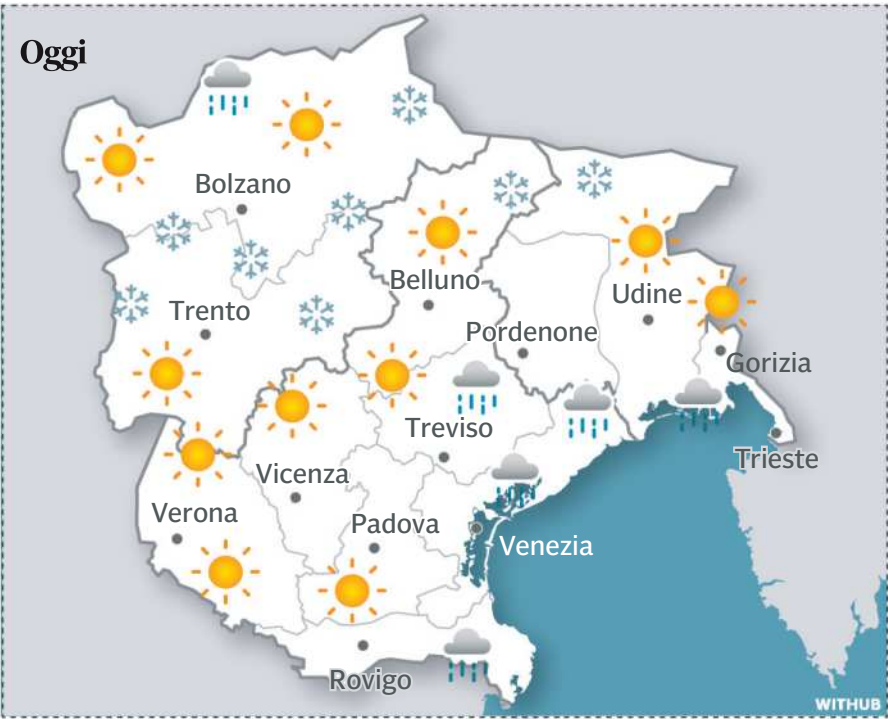 Oggi
Bolzano
Belluno
Udine
Trento
Pordenone
Gorizia
Treviso
Trieste
Vicenza
Verona
Padova
Venezia
Rovigo
WITHUB